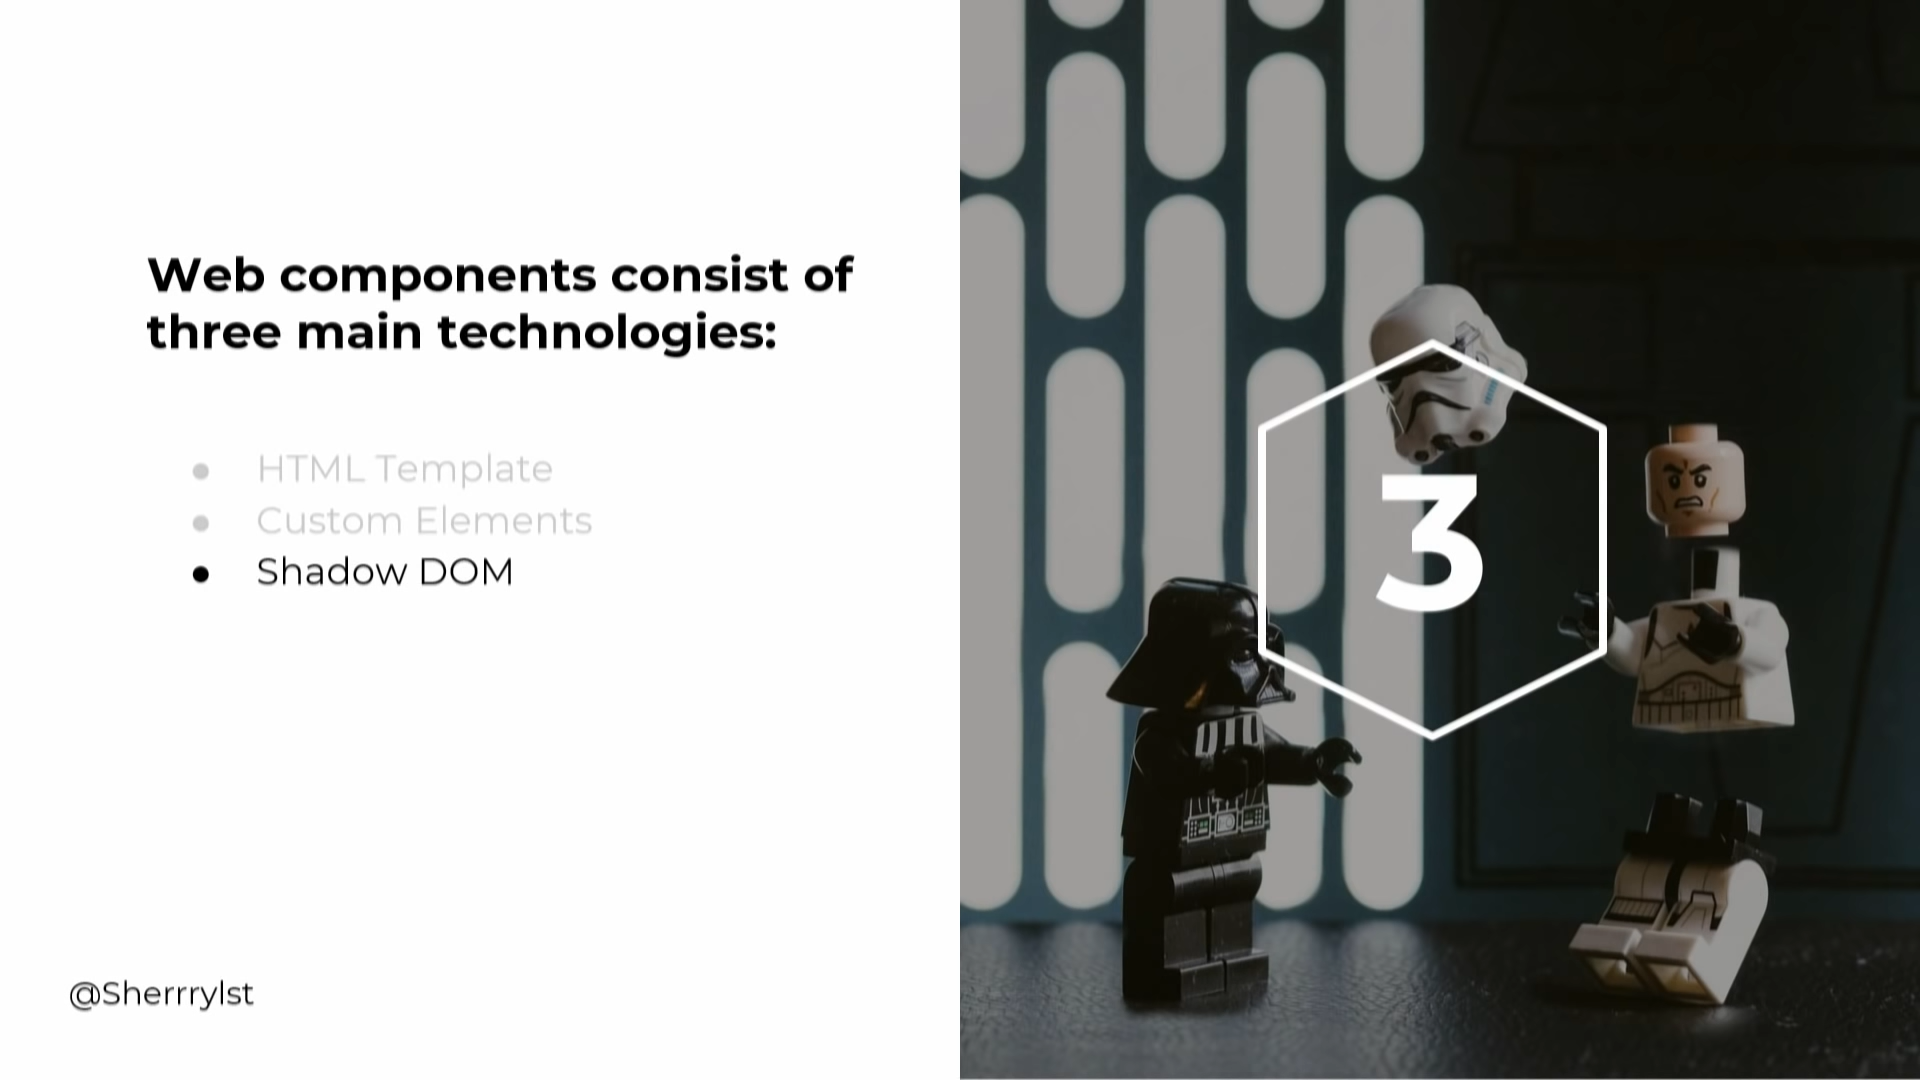 Web components consist of
three main technologies:
● HTML Template
● Custom Elements
● Shadow DOM
@Sherrrylst
3